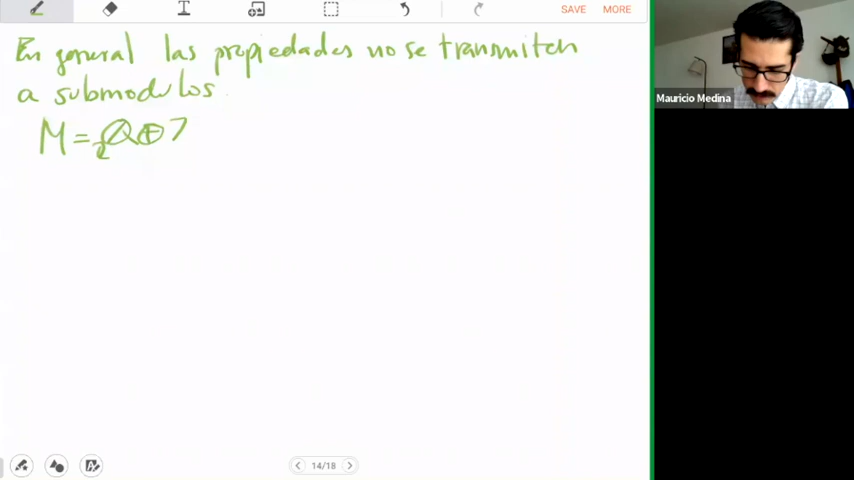 SAVE MORE
En general las propiedades no se transmiten
a submodulos
M =
Mauricio Medina
14/18